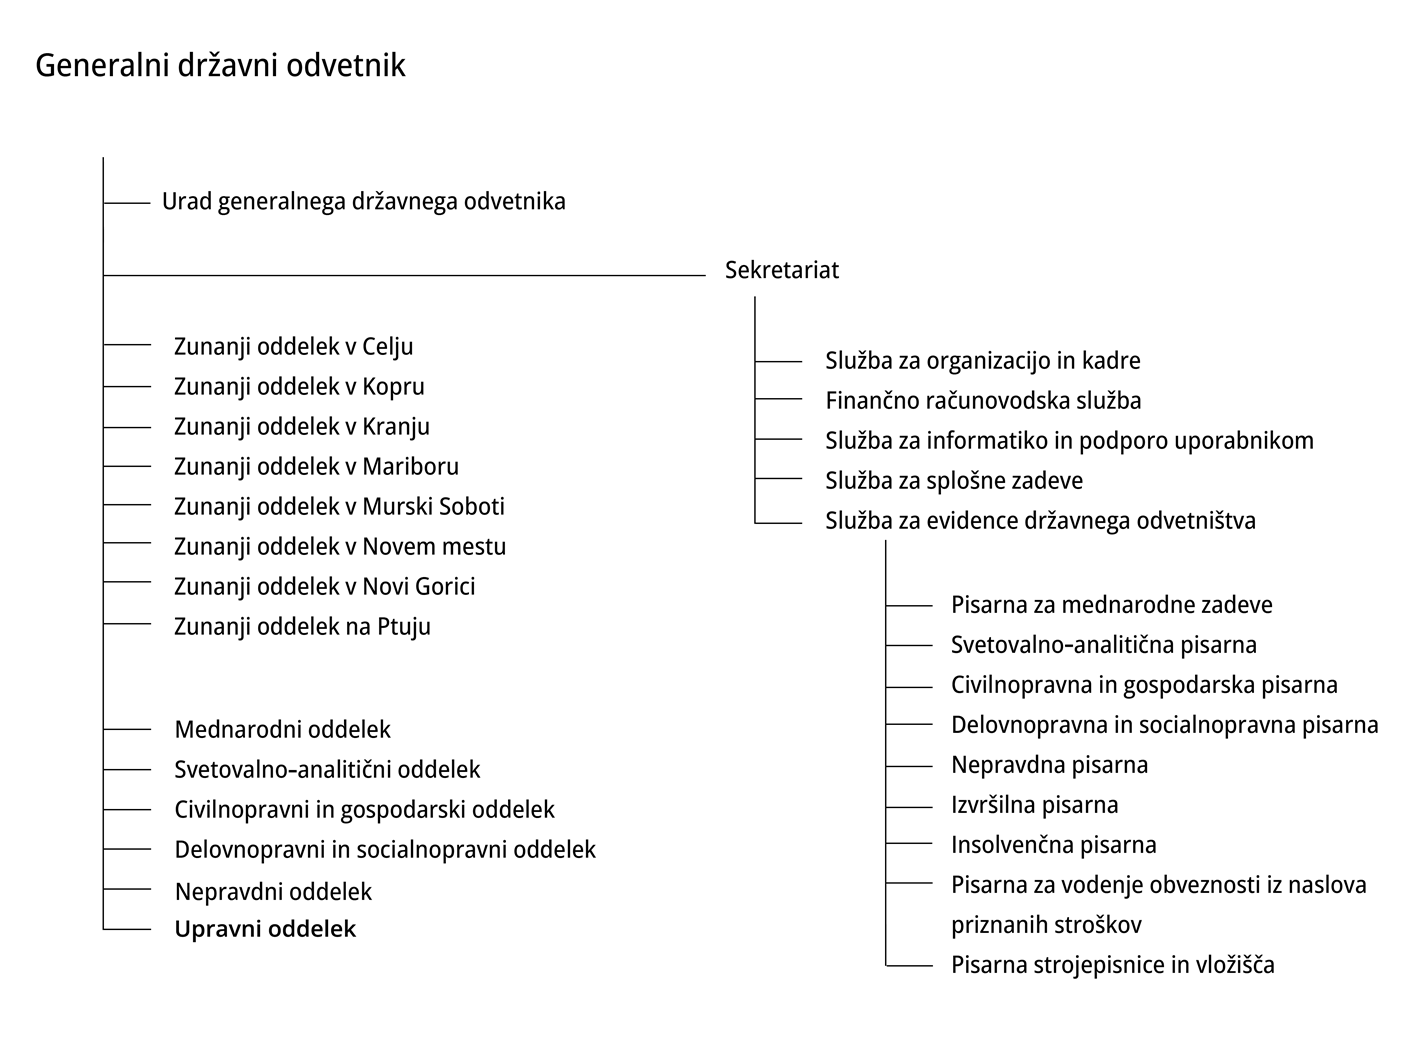 Generalni državni odvetnik
Urad generalnega državnega odvetnika
Sekretariat
Zunanji oddelek v Celju
Zunanji oddelek v Kopru
Zunanji oddelek v Kranju
Zunanji oddelek v Mariboru
Zunanji oddelek v Murski Soboti
Zunanji oddelek v Novem mestu
Zunanji oddelek v Novi Gorici
Zunanji oddelek na Ptuju
Mednarodni oddelek
Svetovalno-analitični oddelek
Civilnopravni in gospodarski oddelek
Delovnopravni in socialnopravni oddelek
Nepravdni oddelek
Upravni oddelek
Služba za organizacijo in kadre
Finančno računovodska služba
Služba za informatiko in podporo uporabnikom
Služba za splošne zadeve
Služba za evidence državnega odvetništva
Pisarna za mednarodne zadeve
Svetovalno-analitična pisarna
Civilnopravna in gospodarska pisarna
Delovnopravna in socialnopravna pisarna
Nepravdna pisarna
Izvršilna pisarna
Insolvenčna pisarna
Pisarna za vodenje obveznosti iz naslova
priznanih stroškov
Pisarna strojepisnice in vložišča